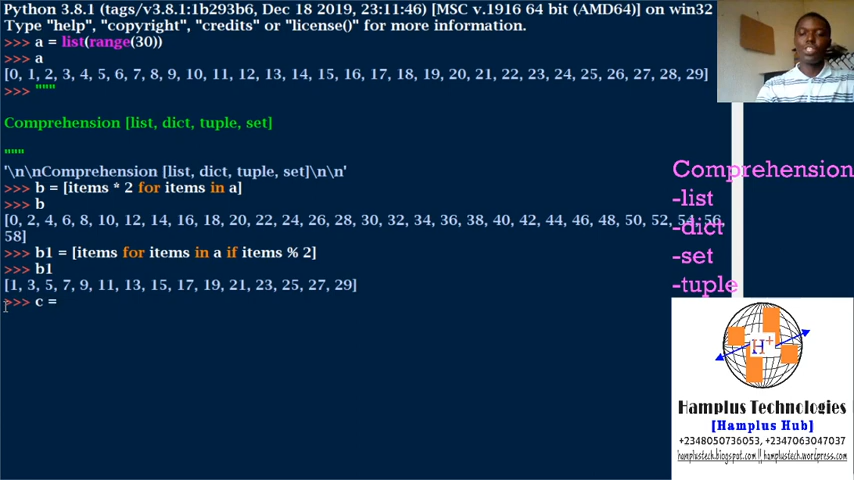 Python 3.8.1 (tags/v3.8.1:1b293b6, Dec 18 2019, 23:11:46) [MSC v.1916 64 bit (AMD64)] on win32
Type "help", "copyright", "credits" or "license()" for more information.
>>> a = list(range(30))
>>> a
[0, 1, 2, 3, 4, 5, 6, 7, 8, 9, 10, 11, 12, 13, 14, 15, 16, 17, 18, 19, 20, 21, 22, 23, 24, 25, 26, 27, 28, 29]
>>> """
Comprehension [list, dict, tuple, set]
"""
'\n\nComprehension [list, dict, tuple, set]\n\n'
>>> b = [items * 2 for items in a]
>>> b
[0, 2, 4, 6, 8, 10, 12, 14, 16, 18, 20, 22, 24, 26, 28, 30, 32, 34, 36, 38, 40, 42, 44, 46, 48, 50, 52, 54, 56,
58]
>>> b1 = [items for items in a if items % 2]
>>> b1
[1, 3, 5, 7, 9, 11, 13, 15, 17, 19, 21, 23, 25, 27, 29]
>>> c =
Comprehension
-list
-dict
-set
-tuple
H+
Hamplus Technologies
[Hamplus Hub]
+2348050736053, +2347063047037
hamplustech.blogspot.com || hamplustech.wordpress.com